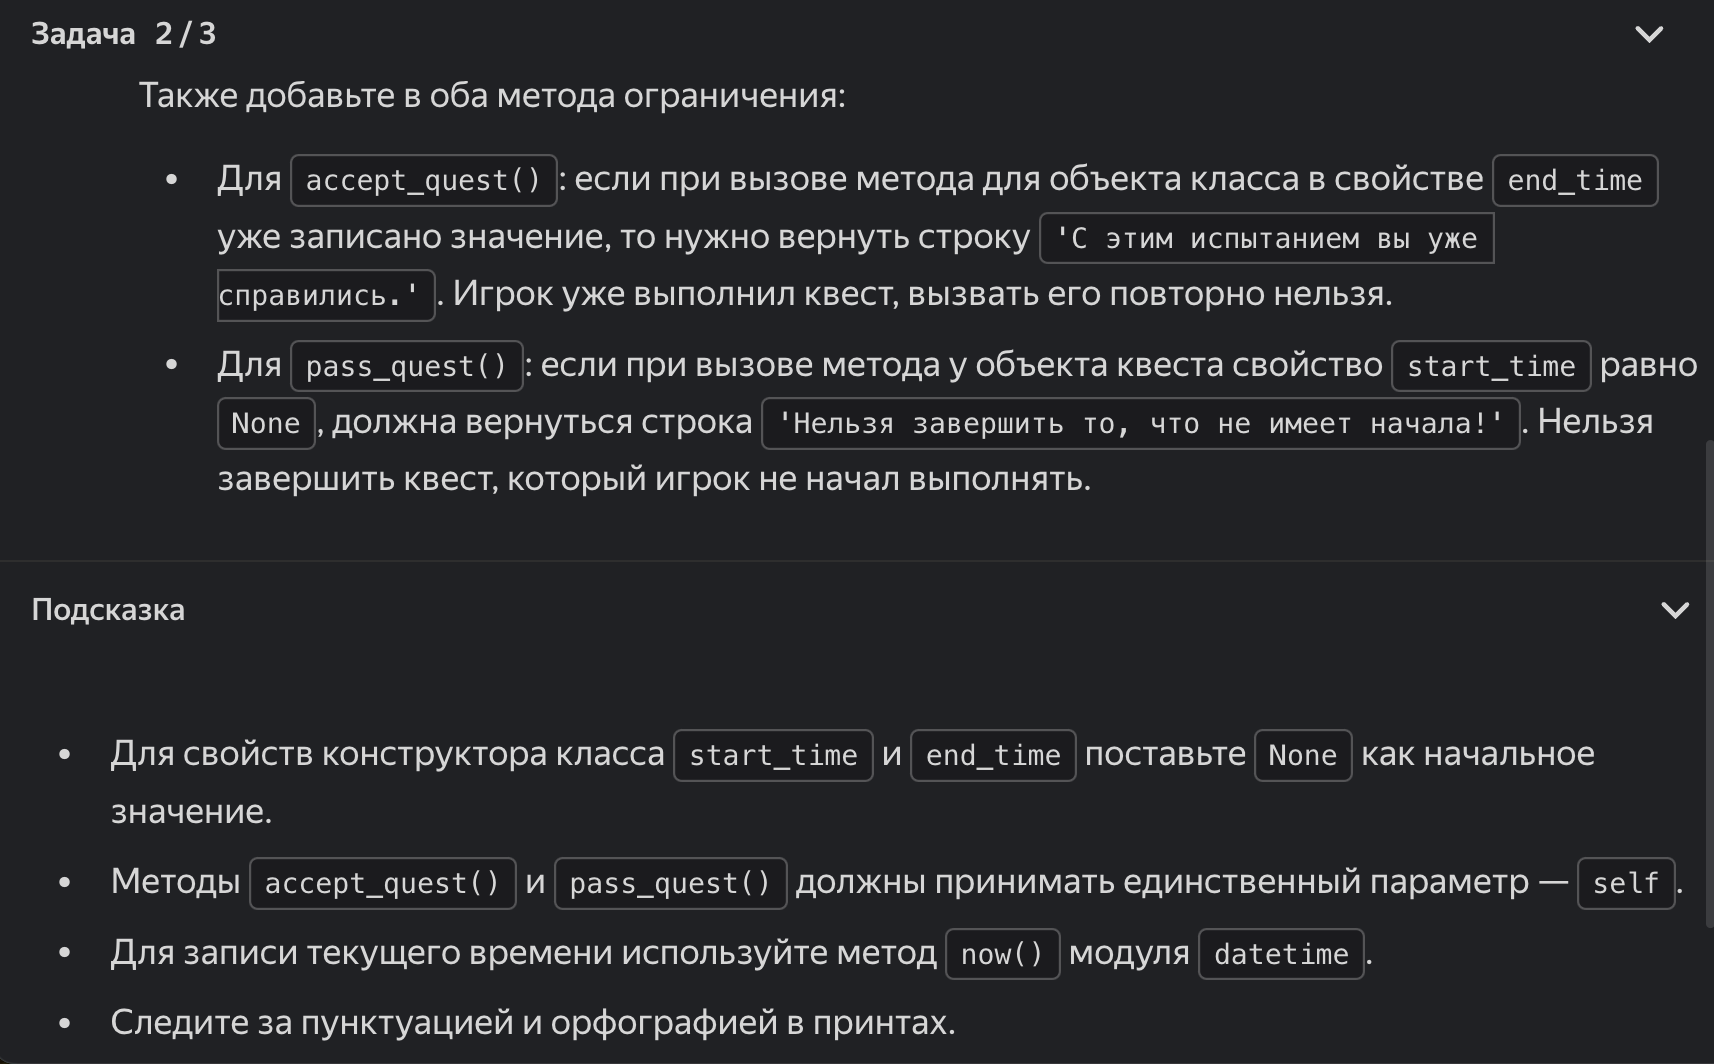 Задача 2 / 3
Также добавьте в оба метода ограничения:
• Для accept_quest() : если при вызове метода для объекта класса в свойстве end_time
уже записано значение, то нужно вернуть строку 'С этим испытанием вы уже
справились.' . Игрок уже выполнил квест, вызвать его повторно нельзя.
• Для pass_quest() : если при вызове метода у объекта квеста свойство start_time равно
None , должна вернуться строка 'Нельзя завершить то, что не имеет начала!' . Нельзя
завершить квест, который игрок не начал выполнять.
Подсказка
• Для свойств конструктора класса start_time и end_time поставьте None как начальное
значение.
• Методы accept_quest() и pass_quest() должны принимать единственный параметр — self .
• Для записи текущего времени используйте метод now() модуля datetime .
• Следите за пунктуацией и орфографией в принтах.